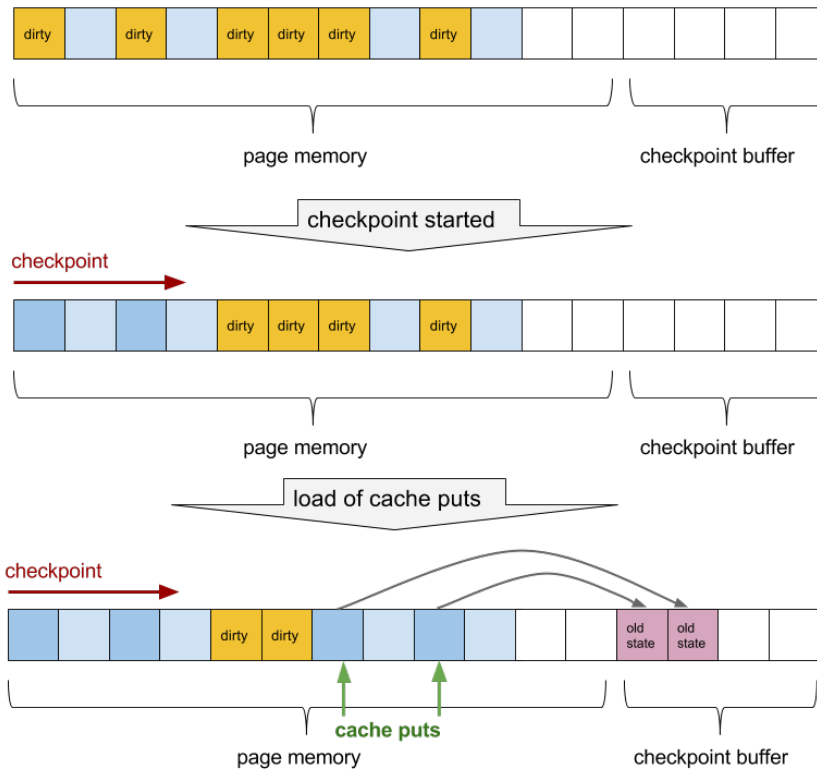 dirty dirty dirty dirty dirty dirty
page memory checkpoint buffer
checkpoint started
checkpoint
dirty dirty dirty dirty
page memory checkpoint buffer
load of cache puts
checkpoint
dirty dirty old state old state
cache puts
page memory checkpoint buffer